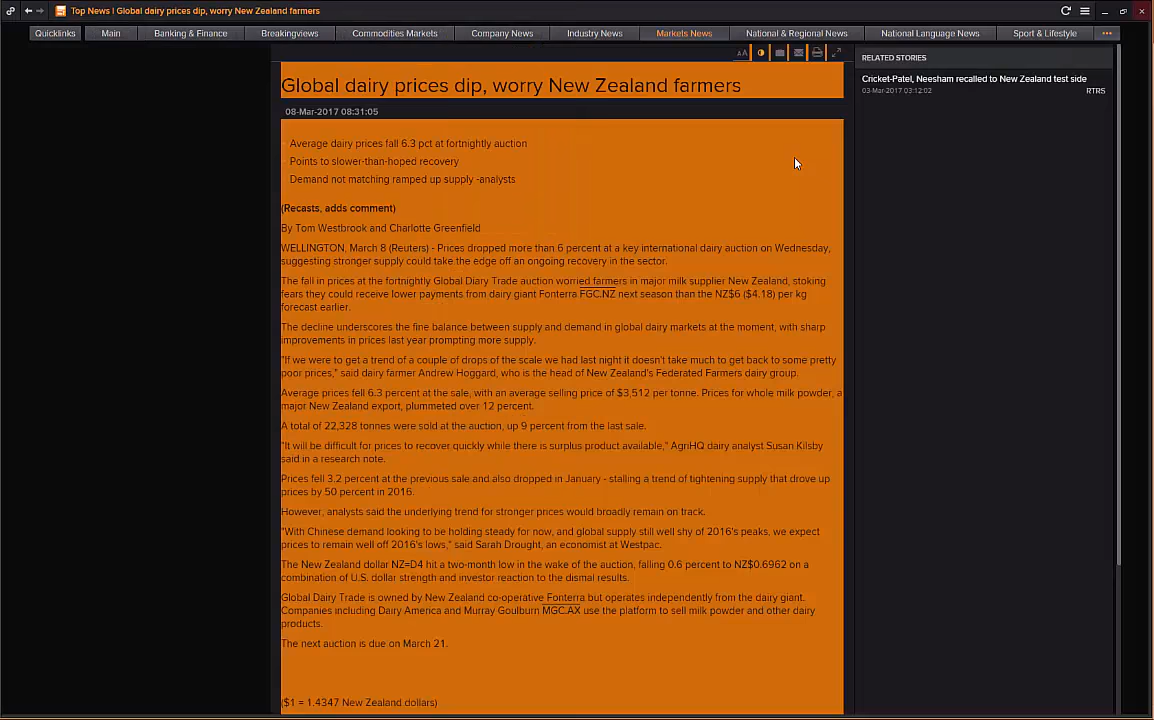 Top News | Global dairy prices dip, worry New Zealand farmers
Quicklinks Main Banking & Finance Breakingviews Commodities Markets Company News Industry News Markets News National & Regional News National Language News Sport & Lifestyle
AA
Global dairy prices dip, worry New Zealand farmers
08-Mar-2017 08:31:05
Average dairy prices fall 6.3 pct at fortnightly auction
Points to slower-than-hoped recovery
Demand not matching ramped up supply -analysts
(Recasts, adds comment)
By Tom Westbrook and Charlotte Greenfield
WELLINGTON, March 8 (Reuters) - Prices dropped more than 6 percent at a key international dairy auction on Wednesday,
suggesting stronger supply could take the edge off an ongoing recovery in the sector.
The fall in prices at the fortnightly Global Diary Trade auction worried farmers in major milk supplier New Zealand, stoking
fears they could receive lower payments from dairy giant Fonterra FGC.NZ next season than the NZ$6 ($4.18) per kg
forecast earlier.
The decline underscores the fine balance between supply and demand in global dairy markets at the moment, with sharp
improvements in prices last year prompting more supply.
"If we were to get a trend of a couple of drops of the scale we had last night it doesn't take much to get back to some pretty
poor prices," said dairy farmer Andrew Hoggard, who is the head of New Zealand's Federated Farmers dairy group.
Average prices fell 6.3 percent at the sale, with an average selling price of $3,512 per tonne. Prices for whole milk powder, a
major New Zealand export, plummeted over 12 percent.
A total of 22,328 tonnes were sold at the auction, up 9 percent from the last sale.
"It will be difficult for prices to recover quickly while there is surplus product available," AgriHQ dairy analyst Susan Kilsby
said in a research note.
Prices fell 3.2 percent at the previous sale and also dropped in January - stalling a trend of tightening supply that drove up
prices by 50 percent in 2016.
However, analysts said the underlying trend for stronger prices would broadly remain on track.
"With Chinese demand looking to be holding steady for now, and global supply still well shy of 2016's peaks, we expect
prices to remain well off 2016's lows," said Sarah Drought, an economist at Westpac.
The New Zealand dollar NZ=D4 hit a two-month low in the wake of the auction, falling 0.6 percent to NZ$0.6962 on a
combination of U.S. dollar strength and investor reaction to the dismal results.
Global Dairy Trade is owned by New Zealand co-operative Fonterra but operates independently from the dairy giant.
Companies including Dairy America and Murray Goulburn MGC.AX use the platform to sell milk powder and other dairy
products.
The next auction is due on March 21.
($1 = 1.4347 New Zealand dollars)
RELATED STORIES
Cricket-Patel, Neesham recalled to New Zealand test side
03-Mar-2017 03:12:02 RTRS